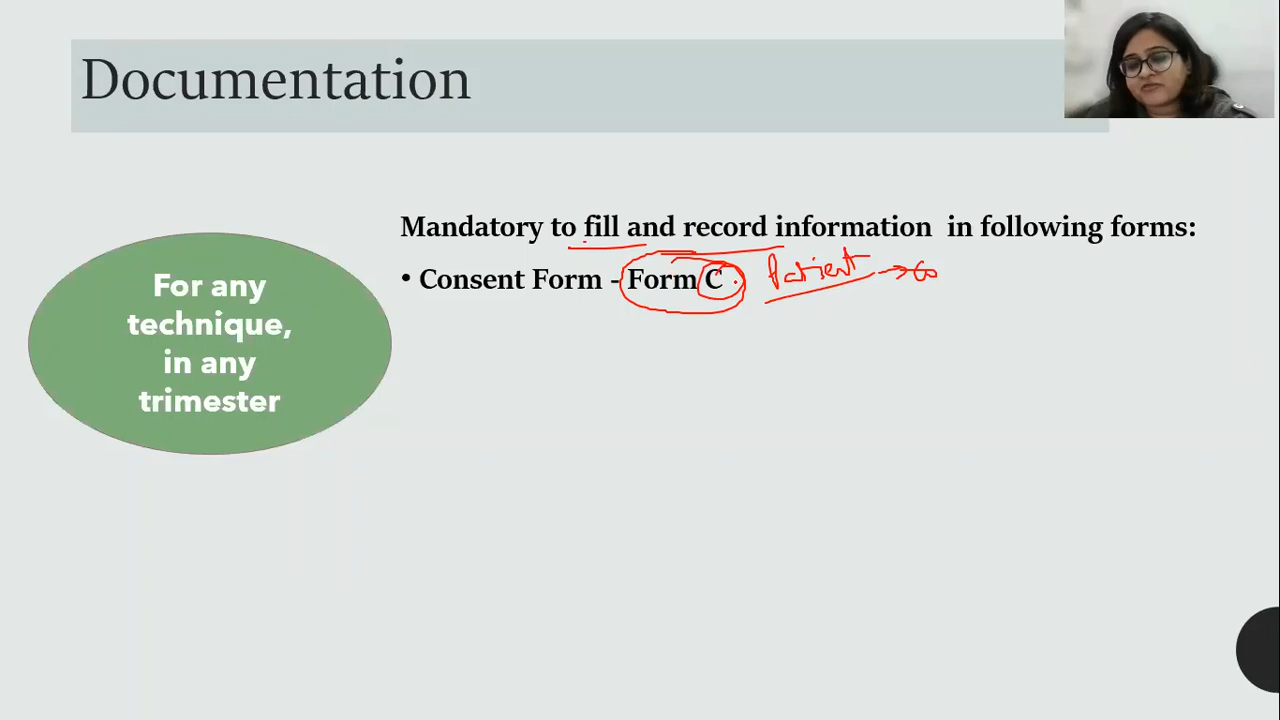 Documentation
Mandatory to fill and record information in following forms:
• Consent Form - Form C Patient →
For any
technique,
in any
trimester